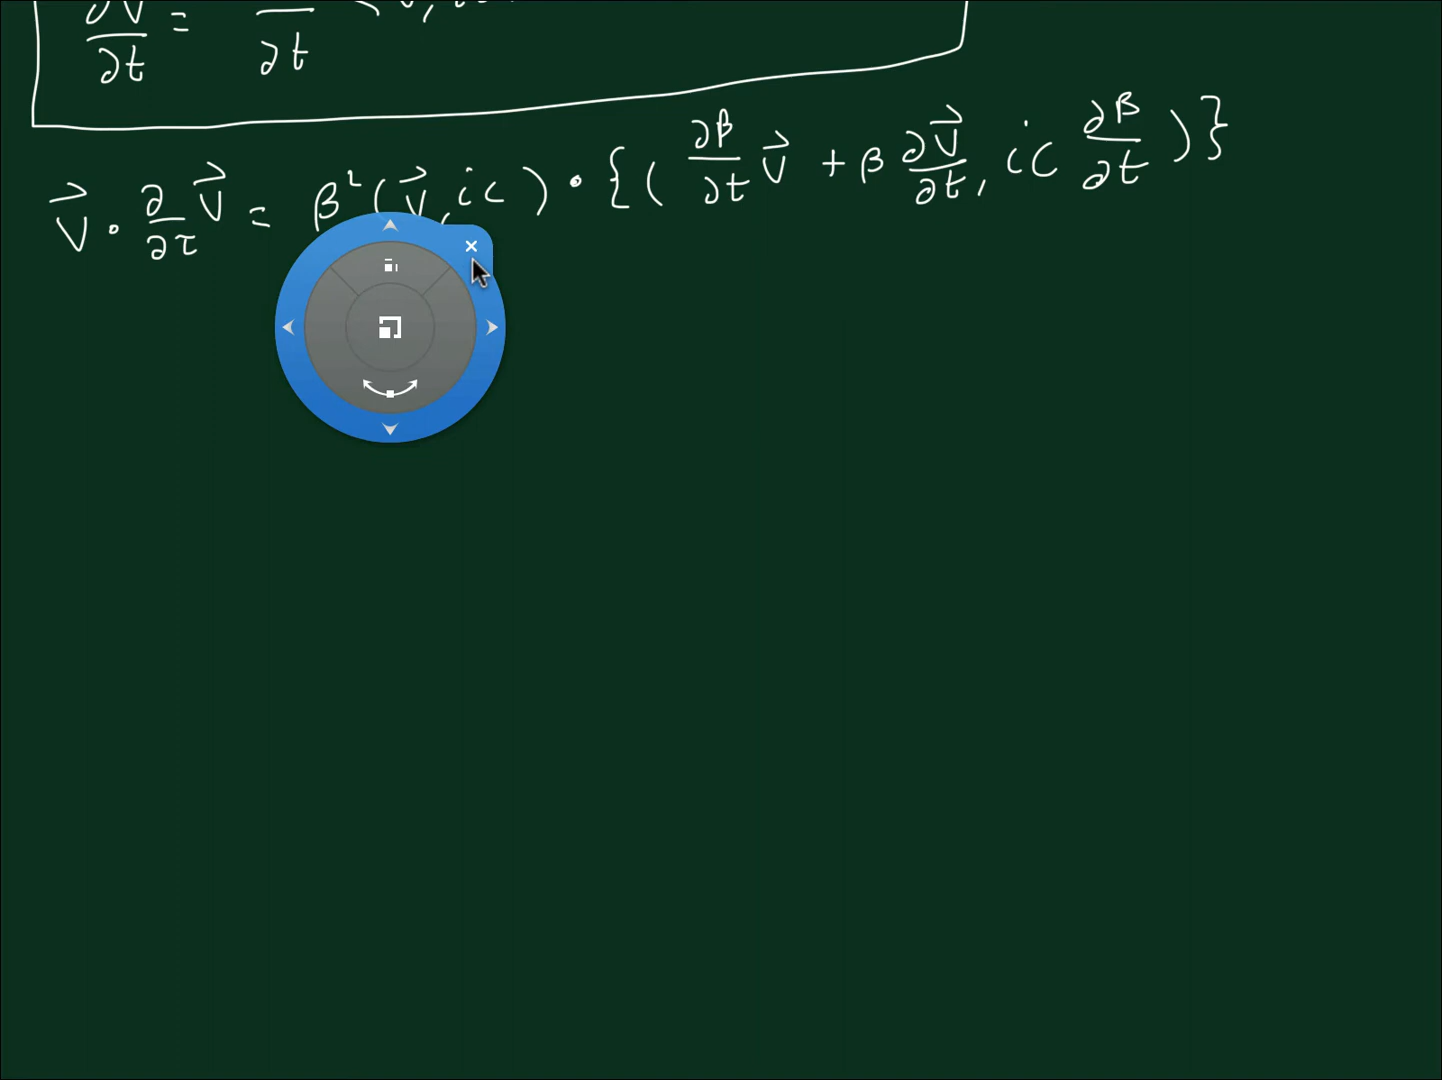 ∂V/∂t = ∂t
V⃗ · ∂/∂τ V⃗ = β²(v⃗, ic) · {(∂β/∂t v⃗ + β ∂v⃗/∂t, ic ∂β/∂t)}